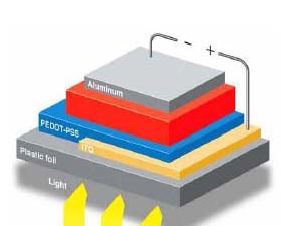 - +
Aluminum
PEDOT-PSS
ITO
Plastic foil
Light